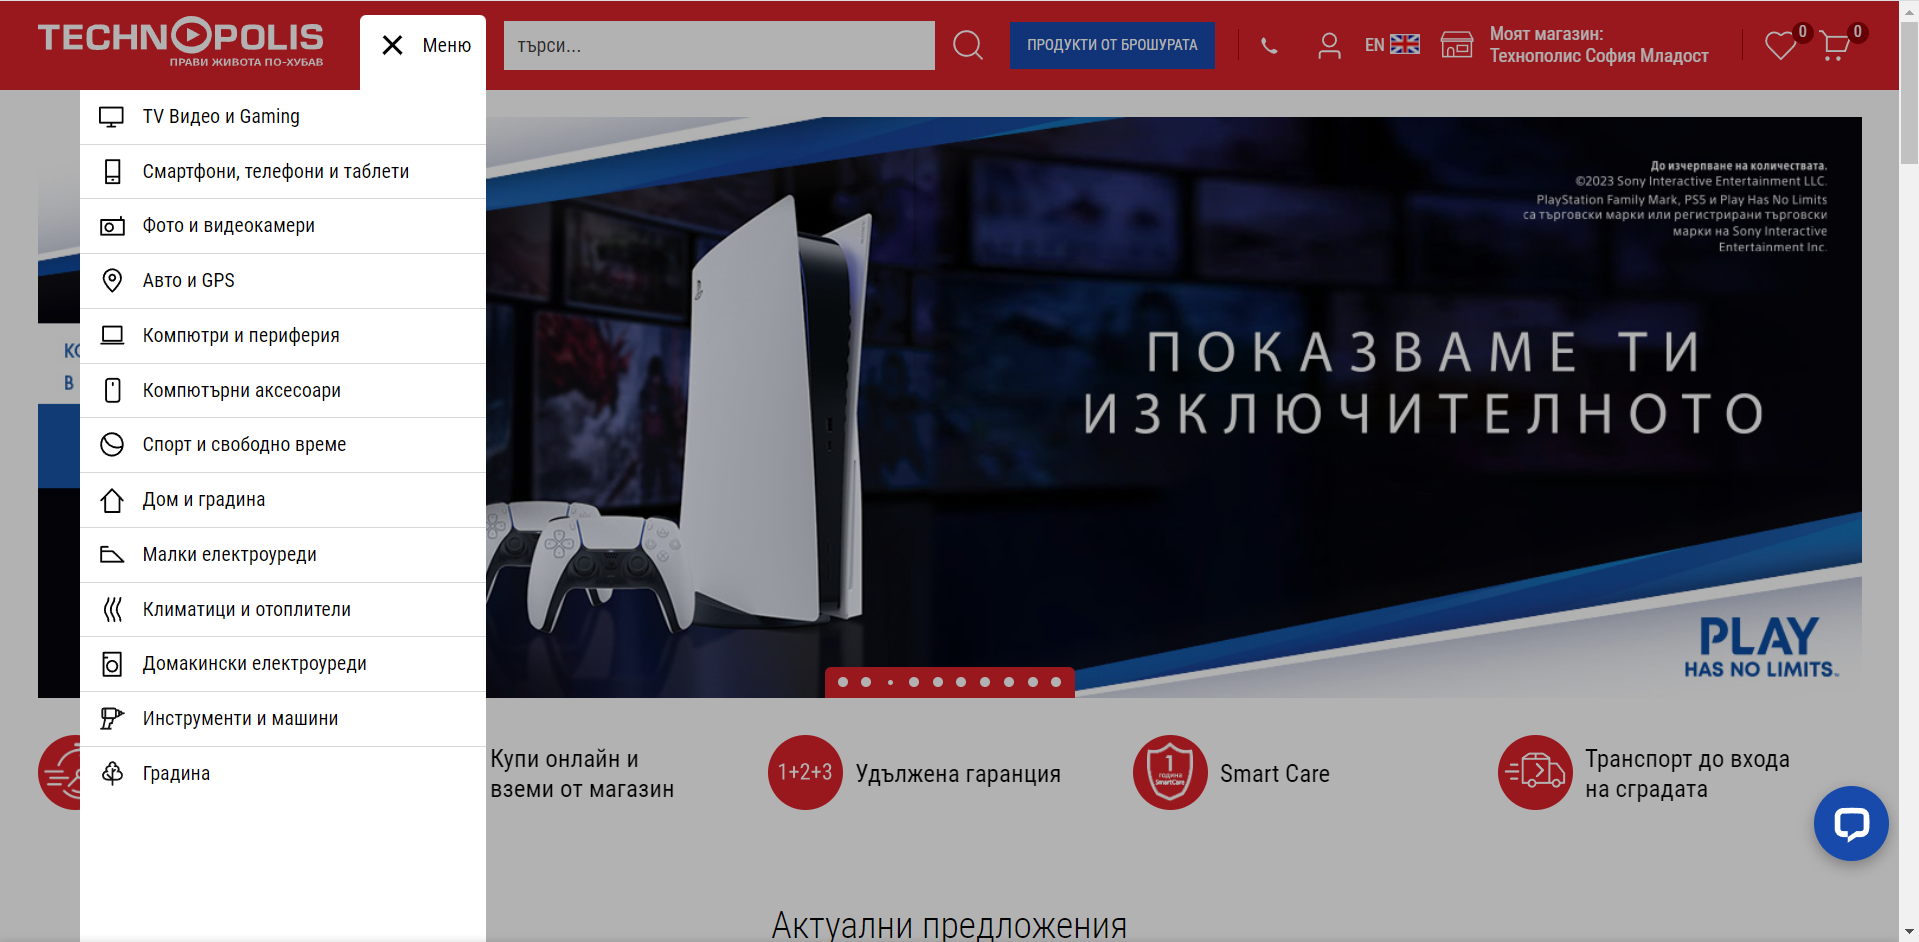 TECHNOPOLIS
ПРАВИ ЖИВОТА ПО-ХУБАВ
Меню
търси...
ПРОДУКТИ ОТ БРОШУРАТА
EN
Моят магазин:
Технополис София Младост
0
0
TV Видео и Gaming
Смартфони, телефони и таблети
Фото и видеокамери
Авто и GPS
Компютри и периферия
Компютърни аксесоари
Спорт и свободно време
Дом и градина
Малки електроуреди
Климатици и отоплители
Домакински електроуреди
Инструменти и машини
Градина
До изчерпване на количествата.
©2023 Sony Interactive Entertainment LLC.
PlayStation Family Mark, PS5 и Play Has No Limits
са търговски марки или регистрирани търговски
марки на Sony Interactive
Entertainment Inc.
ПОКАЗВАМЕ ТИ
ИЗКЛЮЧИТЕЛНОТО
PLAY
HAS NO LIMITS™
Купи онлайн и
вземи от магазин
1+2+3
Удължена гаранция
1
година
SmartCare
Smart Care
Транспорт до входа
на сградата
Актуални предложения